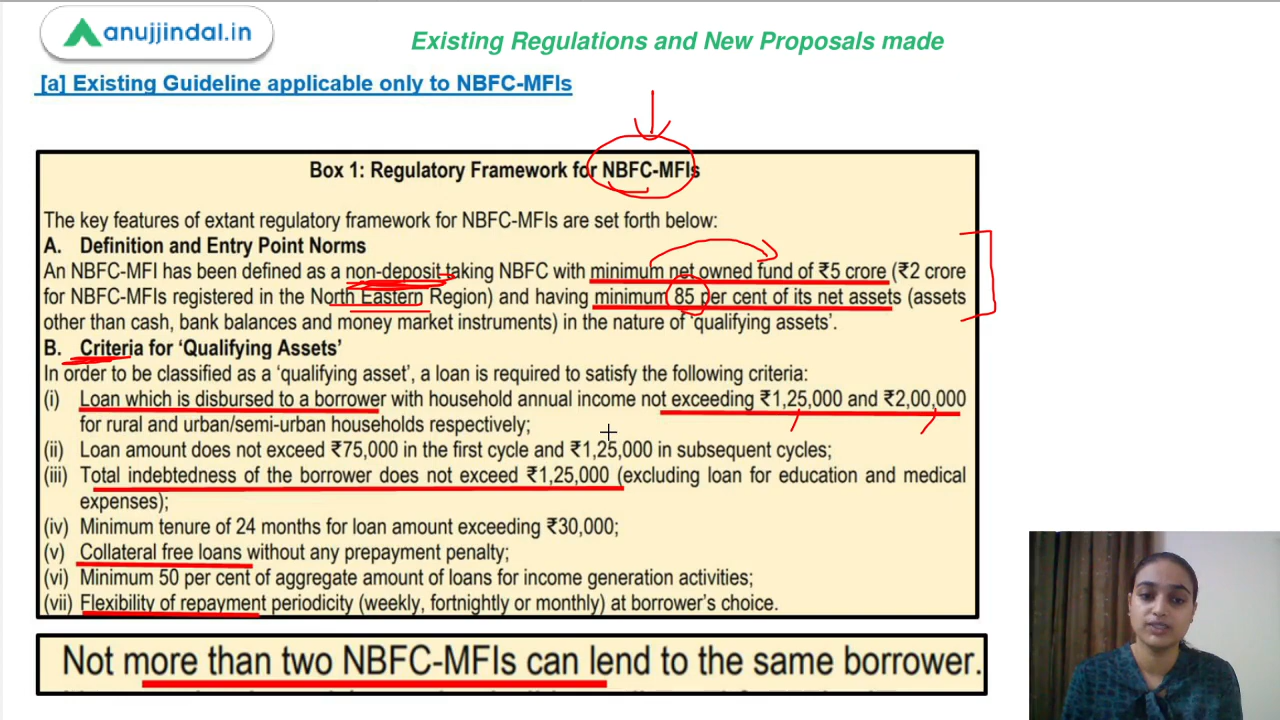 anujjindal.in
Existing Regulations and New Proposals made
[a] Existing Guideline applicable only to NBFC-MFIs
Box 1: Regulatory Framework for NBFC-MFIs
The key features of extant regulatory framework for NBFC-MFIs are set forth below:
A. Definition and Entry Point Norms
An NBFC-MFI has been defined as a non-deposit taking NBFC with minimum net owned fund of ₹5 crore (₹2 crore
for NBFC-MFIs registered in the North Eastern Region) and having minimum 85 per cent of its net assets (assets
other than cash, bank balances and money market instruments) in the nature of 'qualifying assets'.
B. Criteria for 'Qualifying Assets'
In order to be classified as a 'qualifying asset', a loan is required to satisfy the following criteria:
(i) Loan which is disbursed to a borrower with household annual income not exceeding ₹1,25,000 and ₹2,00,000
for rural and urban/semi-urban households respectively;
(ii) Loan amount does not exceed ₹75,000 in the first cycle and ₹1,25,000 in subsequent cycles;
(iii) Total indebtedness of the borrower does not exceed ₹1,25,000 (excluding loan for education and medical
expenses);
(iv) Minimum tenure of 24 months for loan amount exceeding ₹30,000;
(v) Collateral free loans without any prepayment penalty;
(vi) Minimum 50 per cent of aggregate amount of loans for income generation activities;
(vii) Flexibility of repayment periodicity (weekly, fortnightly or monthly) at borrower's choice.
Not more than two NBFC-MFIs can lend to the same borrower.